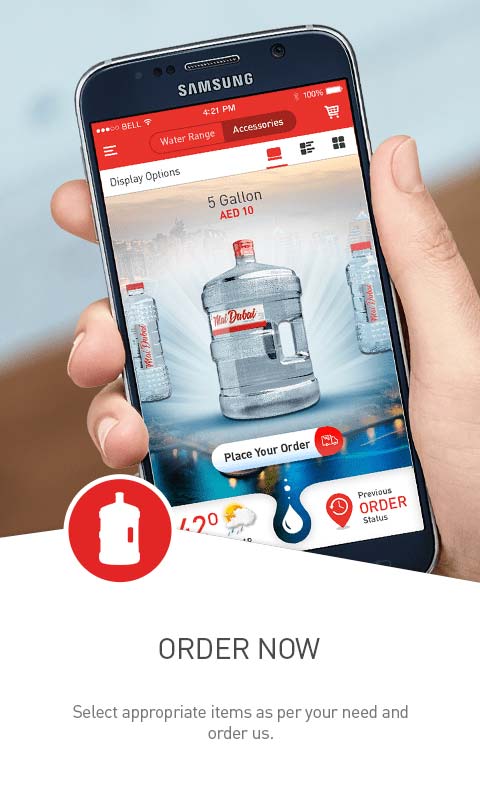 SAMSUNG
BELL 4:21 PM 100%
Water Range Accessories
Display Options
5 Gallon
AED 10
Mai Dubai
Mai Dubai
Mai Dubai
Place Your Order
42°
Previous
ORDER
Status
ORDER NOW
Select appropriate items as per your need and
order us.